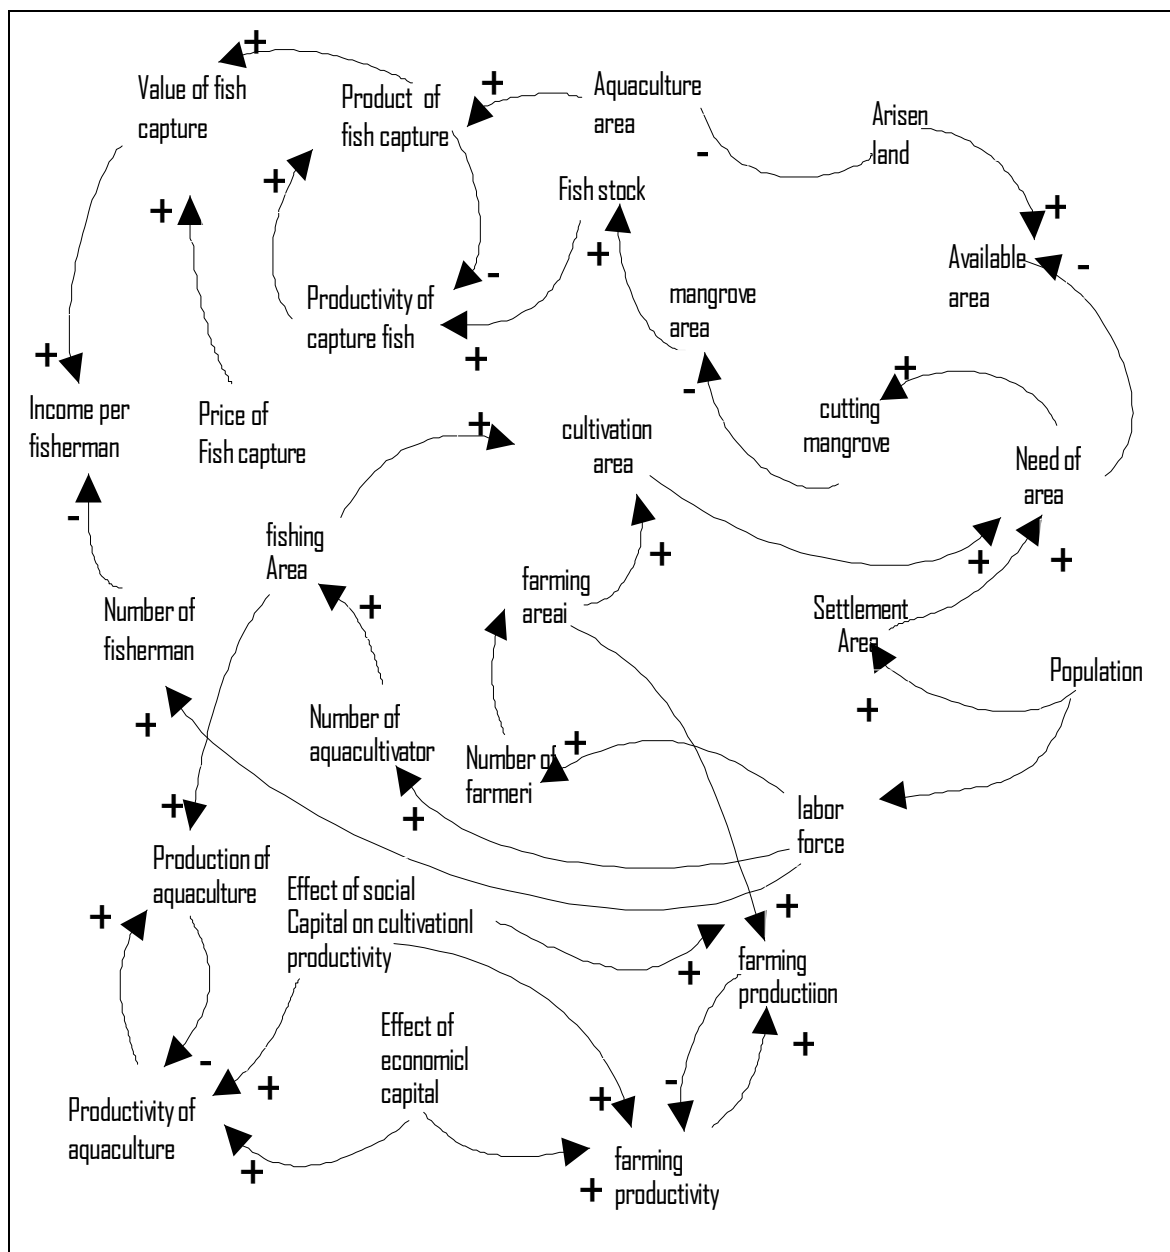 +
Value of fish
capture
Product of
fish capture
+
Aquaculture
area
Arisen
land
-
+
Fish stock
+
+
+
-
Available
area
-
Productivity of
capture fish
mangrove
area
+
+
+
-
Income per
fisherman
Price of
Fish capture
+
cultivation
area
cutting
mangrove
Need of
area
-
fishing
Area
+
+
+
farming
areai
Number of
fisherman
+
Settlement
Area
Population
+
+
Number of
aquacultivator
+
Number of
farmeri
+
+
labor
force
Production of
aquaculture
+
Effect of social
Capital on cultivationl
productivity
+
+
farming
productiion
-
+
Effect of
economicl
capital
+
-
+
Productivity of
aquaculture
+
+
farming
productivity